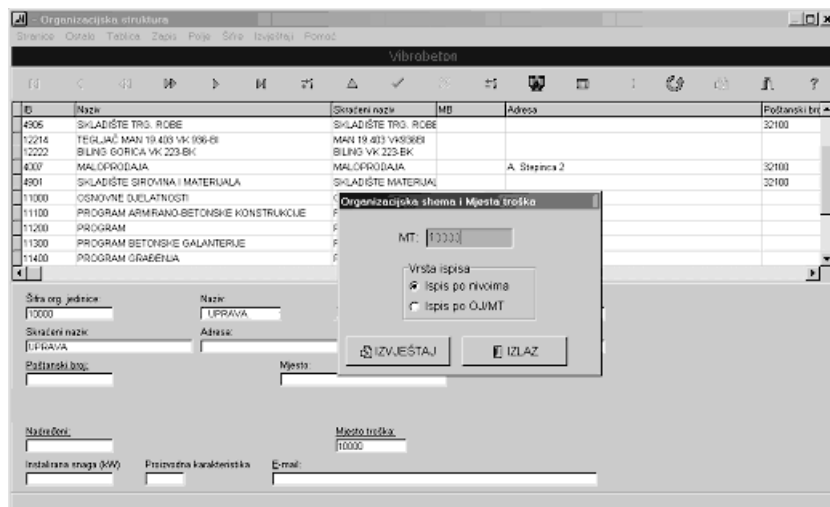 - Organizacijska struktura
Stranice Ostalo Tablica Zapis Polje Šifre Izvještaji Pomoć
Vibrobeton
ID Naziv Skraćeni naziv MB Adresa Poštanski bro
4906 SKLADIŠTE TRG. ROBE SKLADIŠTE TRG. ROBE 32100
12214 TEGLJAČ MAN 19.403 VK 936-BI MAN 19.403 VK936BI
12222 BILING GORICA VK 223-BK BILING VK 223-BK
4007 MALOPRODAJA MALOPRODAJA A. Stepinca 2 32100
4901 SKLADIŠTE SIROVINA I MATERIJALA SKLADIŠTE MATERIJAL 32100
11000 OSNOVNE DJELATNOSTI
11100 PROGRAM ARMIRANO-BETONSKE KONSTRUKCIJE
11200 PROGRAM
11300 PROGRAM BETONSKE GALANTERIJE
11400 PROGRAM GRAĐENJA
Organizacijska shema i Mjesta troška
MT: 10000
Vrsta ispisa
Ispis po nivoima
Ispis po OJ/MT
IZVJEŠTAJ IZLAZ
Šifra org. jedinice: Naziv:
10000 UPRAVA
Skraćeni naziv: Adresa:
UPRAVA
Poštanski broj: Mjesto:
Nadređeni: Mjesto troška:
10000
Instalirana snaga (kW) Proizvodna karakteristika E-mail: